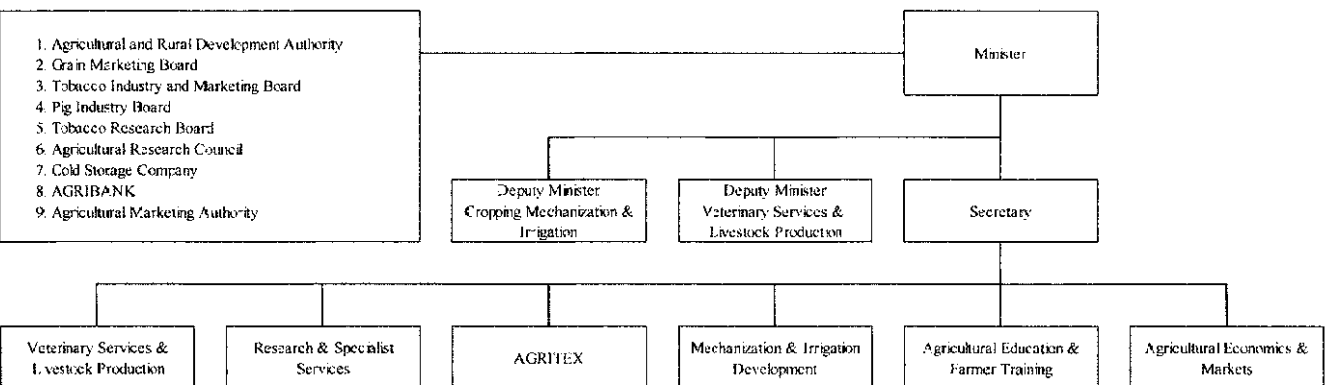 1. Agricultural and Rural Development Authority
2. Grain Marketing Board
3. Tobacco Industry and Marketing Board
4. Pig Industry Board
5. Tobacco Research Board
6. Agricultural Research Council
7. Cold Storage Company
8. AGRIBANK
9. Agricultural Marketing Authority
Minister
Deputy Minister
Cropping Mechanization &
Irrigation
Deputy Minister
Veterinary Services &
Livestock Production
Secretary
Veterinary Services &
Livestock Production
Research & Specialist
Services
AGRITEX
Mechanization & Irrigation
Development
Agricultural Education &
Farmer Training
Agricultural Economics &
Markets